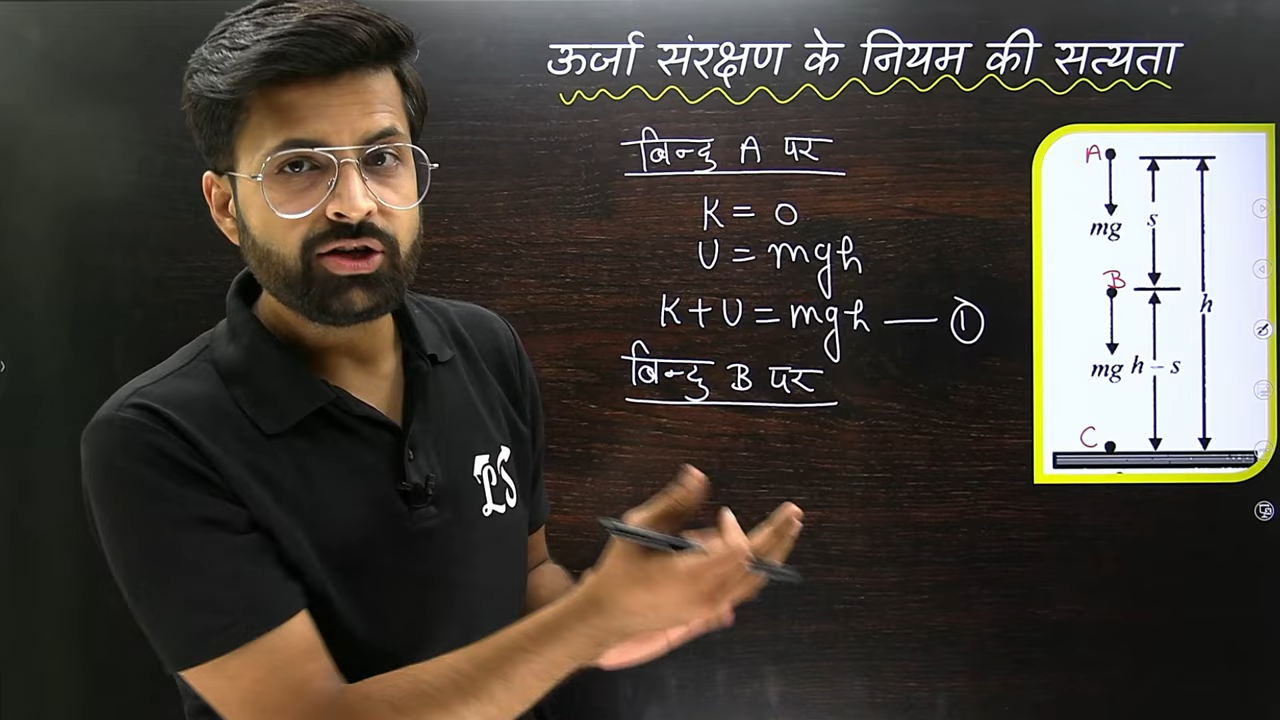 ऊर्जा संरक्षण के नियम की सत्यता
बिन्दु A पर
K = 0
U = mgh
K + U = mgh — ①
बिन्दु B पर
A
mg
s
B
h
mg
h – s
C
LS